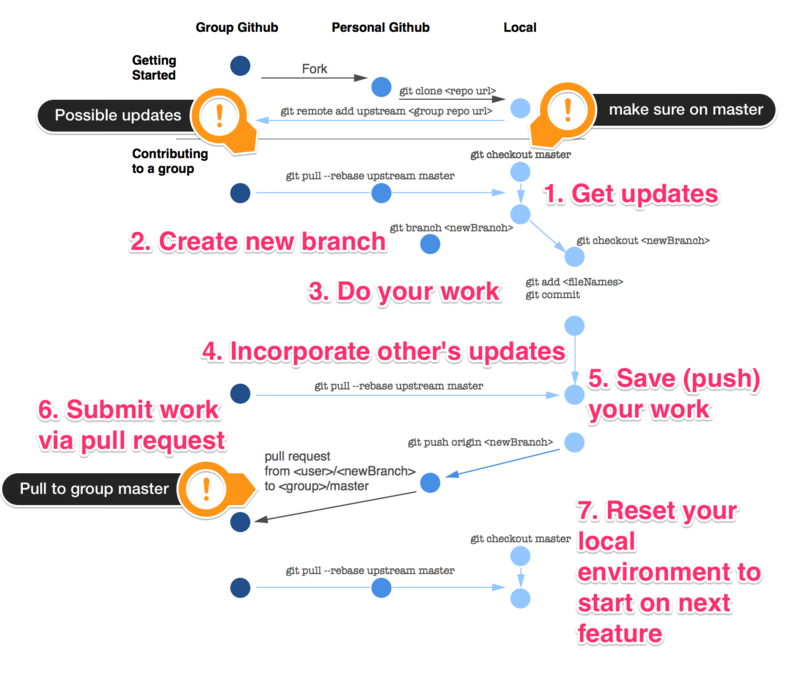 Group Github
Personal Github
Local
Getting
Started
Fork
git clone <repo url>
Possible updates
git remote add upstream <group repo url>
make sure on master
Contributing
to a group
git checkout master
git pull --rebase upstream master
1. Get updates
git branch <newBranch>
2. Create new branch
git checkout <newBranch>
3. Do your work
git add <fileNames>
git commit
4. Incorporate other's updates
git pull --rebase upstream master
5. Save (push)
your work
6. Submit work
via pull request
git push origin <newBranch>
pull request
from <user>/<newBranch>
to <group>/master
Pull to group master
7. Reset your
local
environment to
start on next
feature
git checkout master
git pull --rebase upstream master